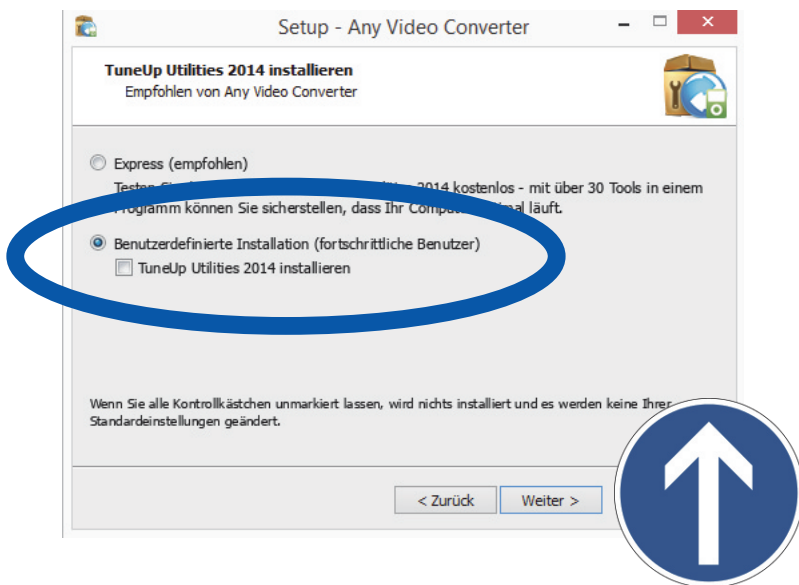 Setup - Any Video Converter
TuneUp Utilities 2014 installieren
Empfohlen von Any Video Converter
Express (empfohlen)
2014 kostenlos - mit über 30 Tools in einem
Programm können Sie sicherstellen, dass Ihr läuft.
Benutzerdefinierte Installation (fortschrittliche Benutzer)
TuneUp Utilities 2014 installieren
Wenn Sie alle Kontrollkästchen unmarkiert lassen, wird nichts installiert und es werden keine Ihrer
Standardeinstellungen geändert.
< Zurück
Weiter >